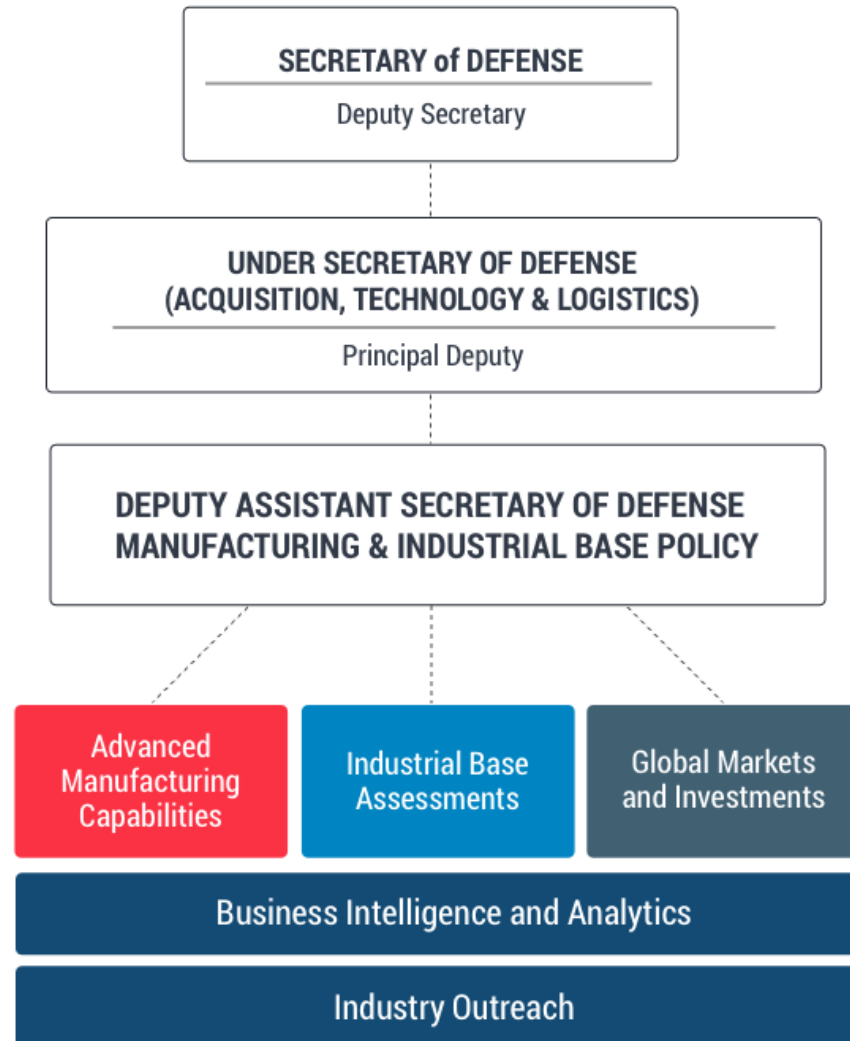 SECRETARY of DEFENSE
Deputy Secretary
UNDER SECRETARY OF DEFENSE
(ACQUISITION, TECHNOLOGY & LOGISTICS)
Principal Deputy
DEPUTY ASSISTANT SECRETARY OF DEFENSE
MANUFACTURING & INDUSTRIAL BASE POLICY
Advanced
Manufacturing
Capabilities
Industrial Base
Assessments
Global Markets
and Investments
Business Intelligence and Analytics
Industry Outreach